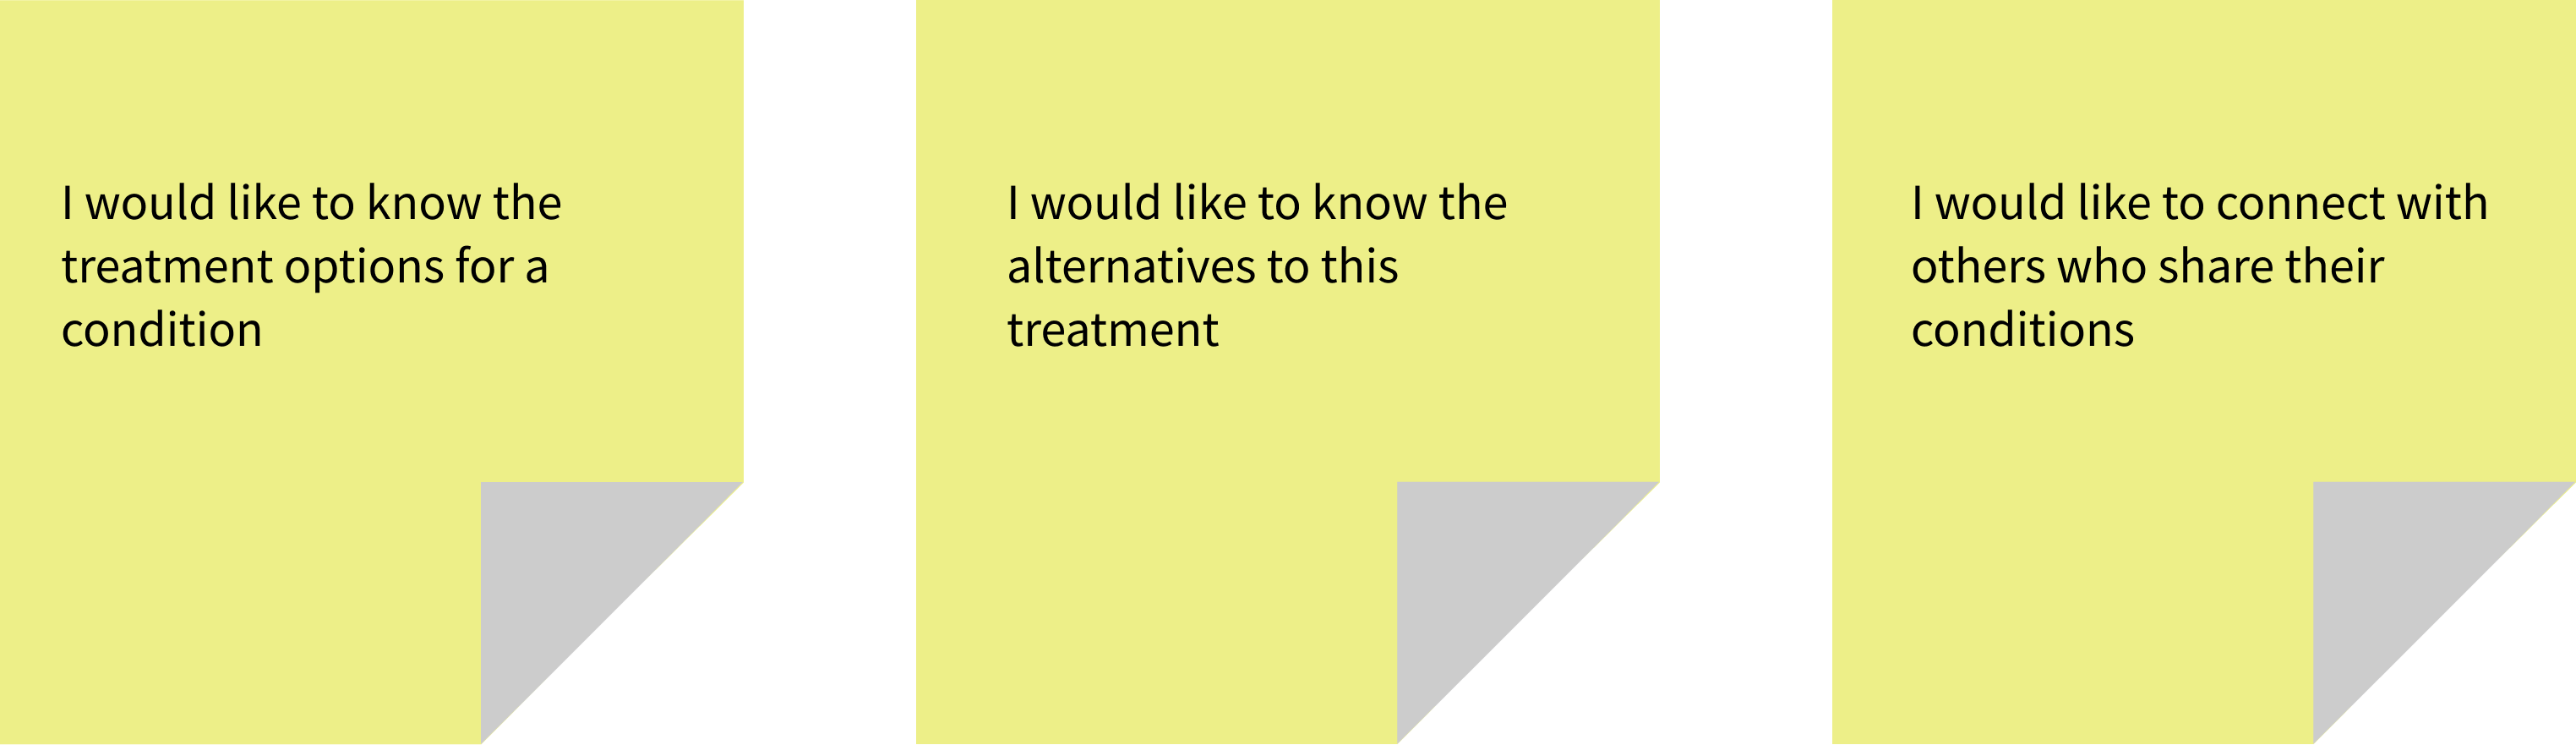 I would like to know the
treatment options for a
condition
I would like to know the
alternatives to this
treatment
I would like to connect with
others who share their
conditions